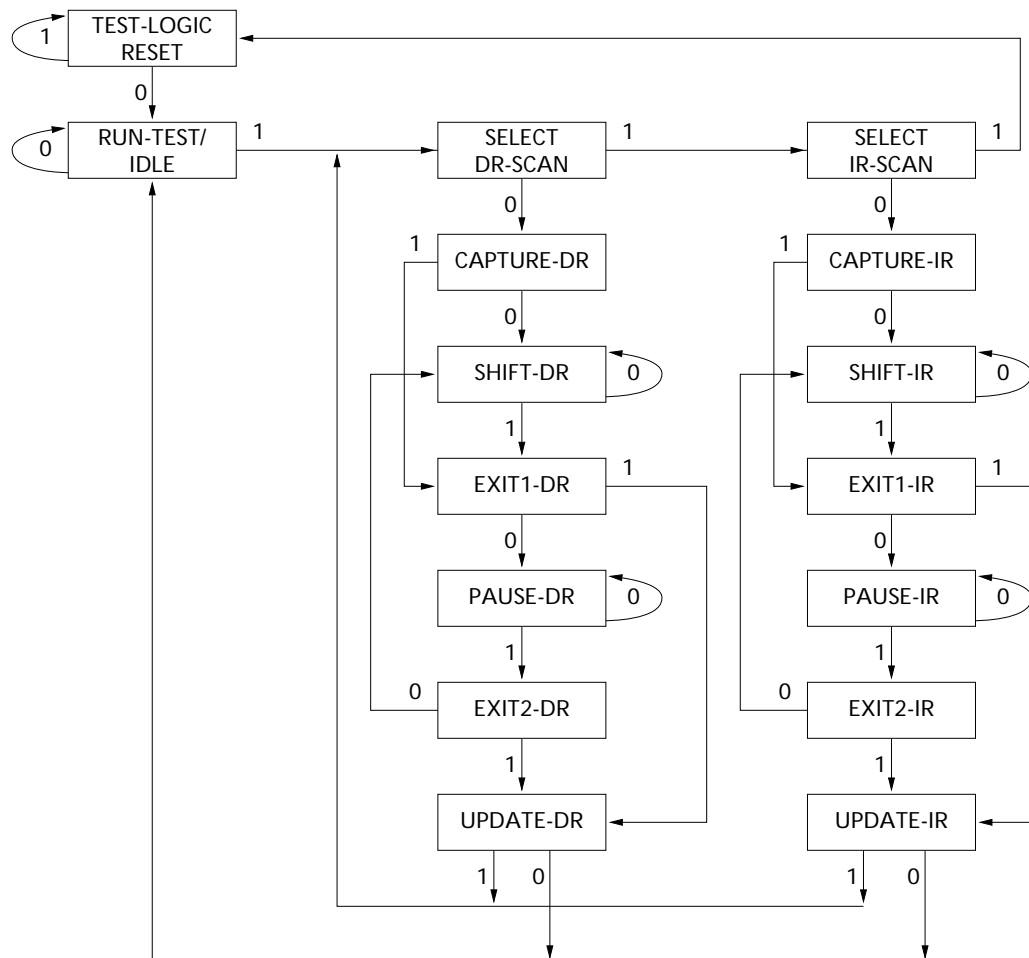 TEST-LOGIC
RESET
1
0
RUN-TEST/
IDLE
0
1
SELECT
DR-SCAN
1
SELECT
IR-SCAN
1
0
0
1
CAPTURE-DR
1
CAPTURE-IR
0
0
SHIFT-DR
0
SHIFT-IR
0
1
1
EXIT1-DR
1
EXIT1-IR
1
0
0
PAUSE-DR
0
PAUSE-IR
0
1
1
0
EXIT2-DR
0
EXIT2-IR
1
1
UPDATE-DR
UPDATE-IR
1
0
1
0